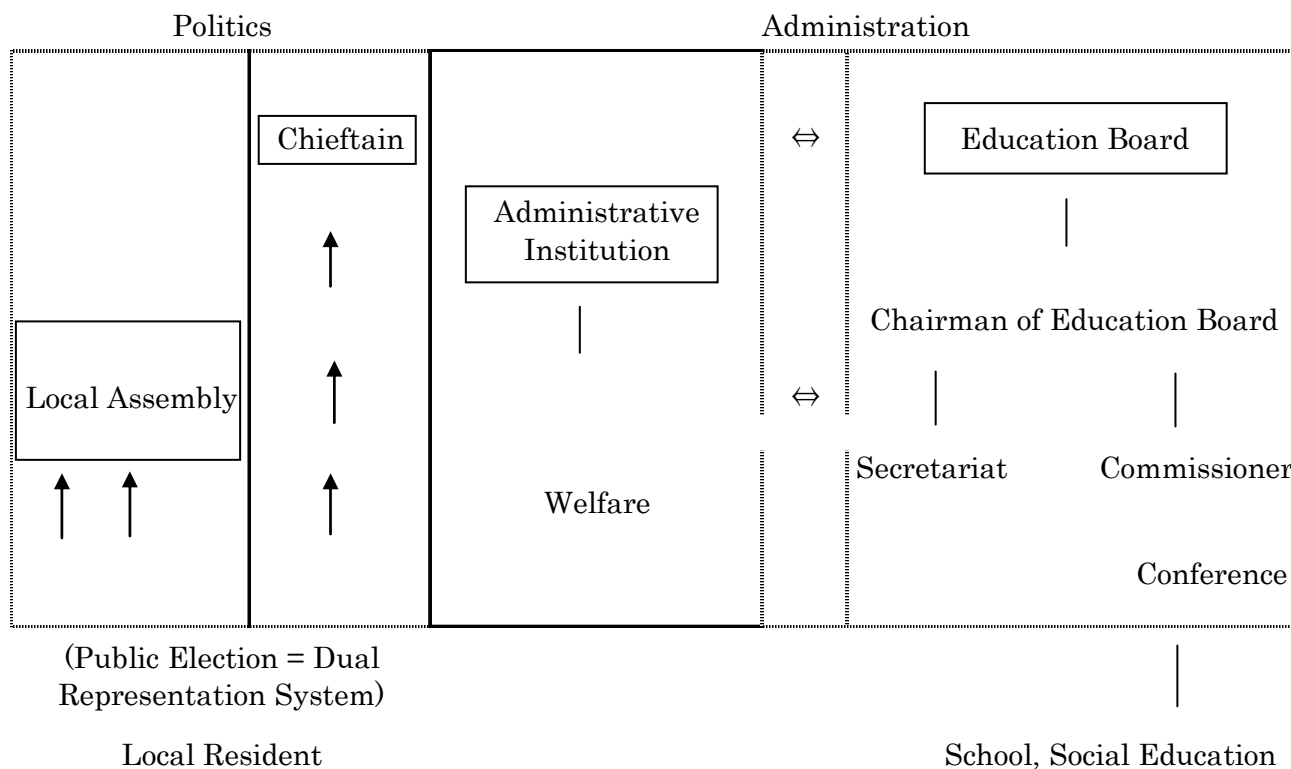 Politics
Administration
Chieftain
⇔
Education Board
Administrative
Institution
Chairman of Education Board
Local Assembly
⇔
Secretariat
Commissioner
Welfare
Conference
(Public Election = Dual
Representation System)
Local Resident
School, Social Education